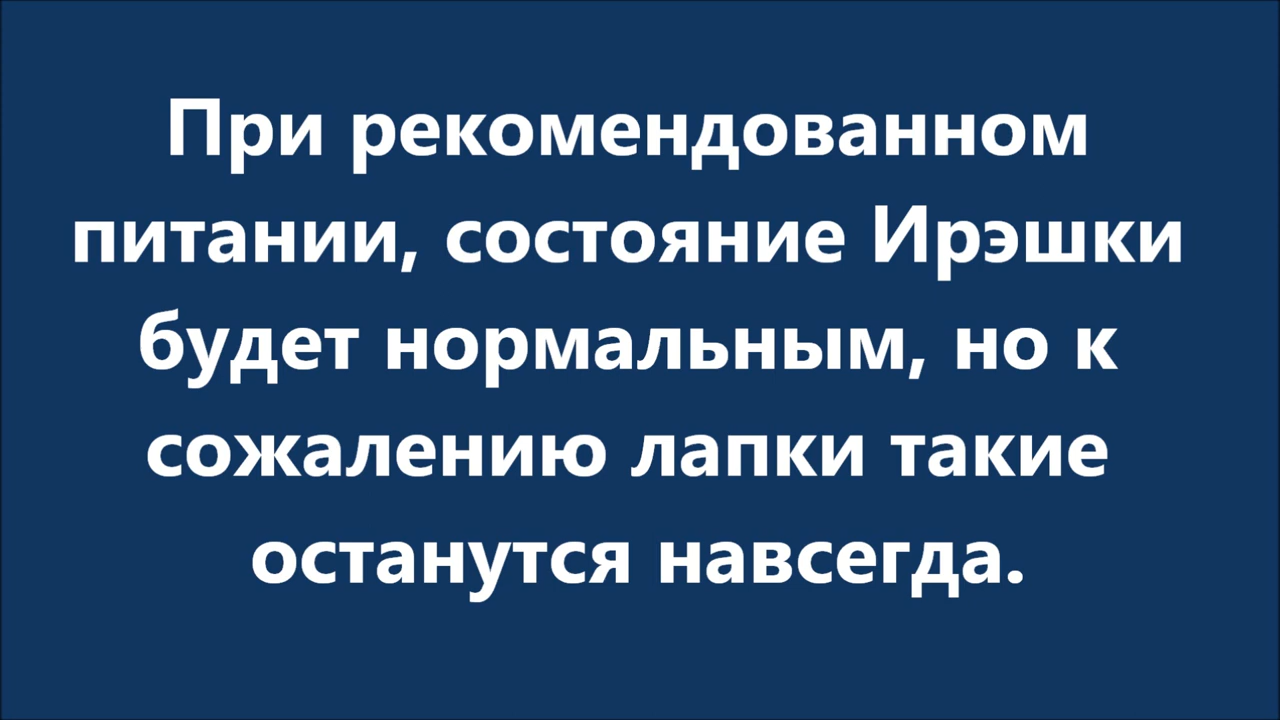 При рекомендованном
питании, состояние Ирэшки
будет нормальным, но к
сожалению лапки такие
останутся навсегда.